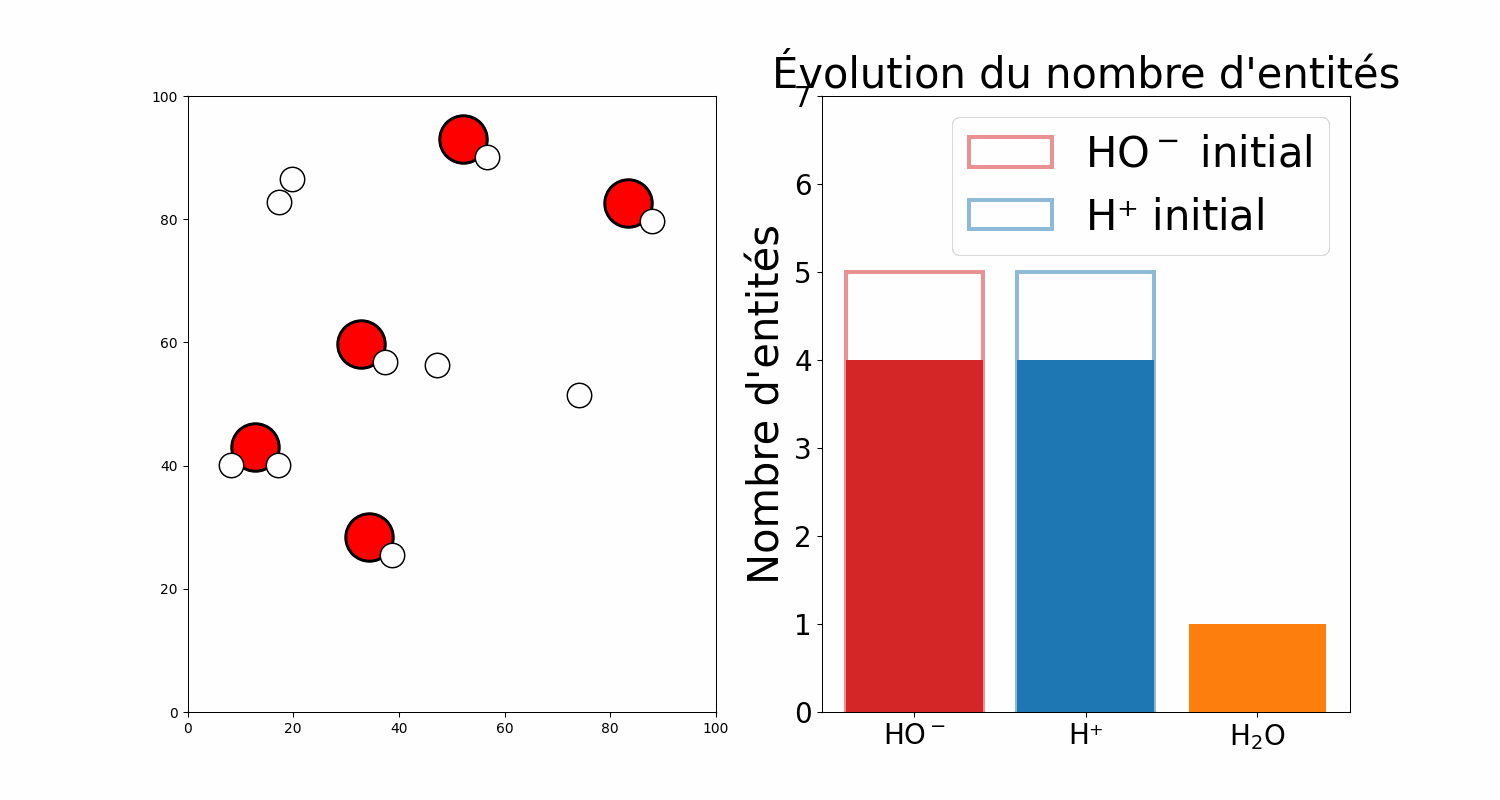 100
80
60
40
20
0
0 20 40 60 80 100
Évolution du nombre d'entités
HO⁻ initial
H⁺ initial
Nombre d'entités
7
6
5
4
3
2
1
0
HO⁻ H⁺ H₂O